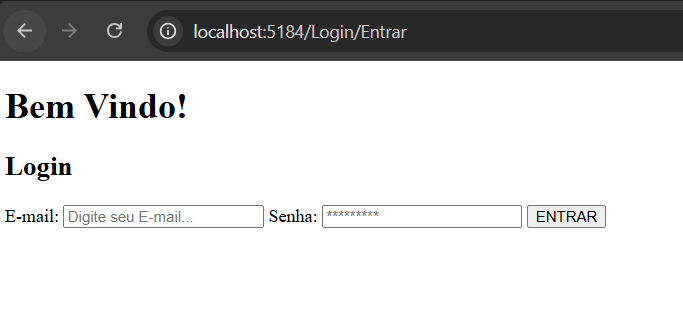 localhost:5184/Login/Entrar
Bem Vindo!
Login
E-mail: Digite seu E-mail... Senha: ********* ENTRAR